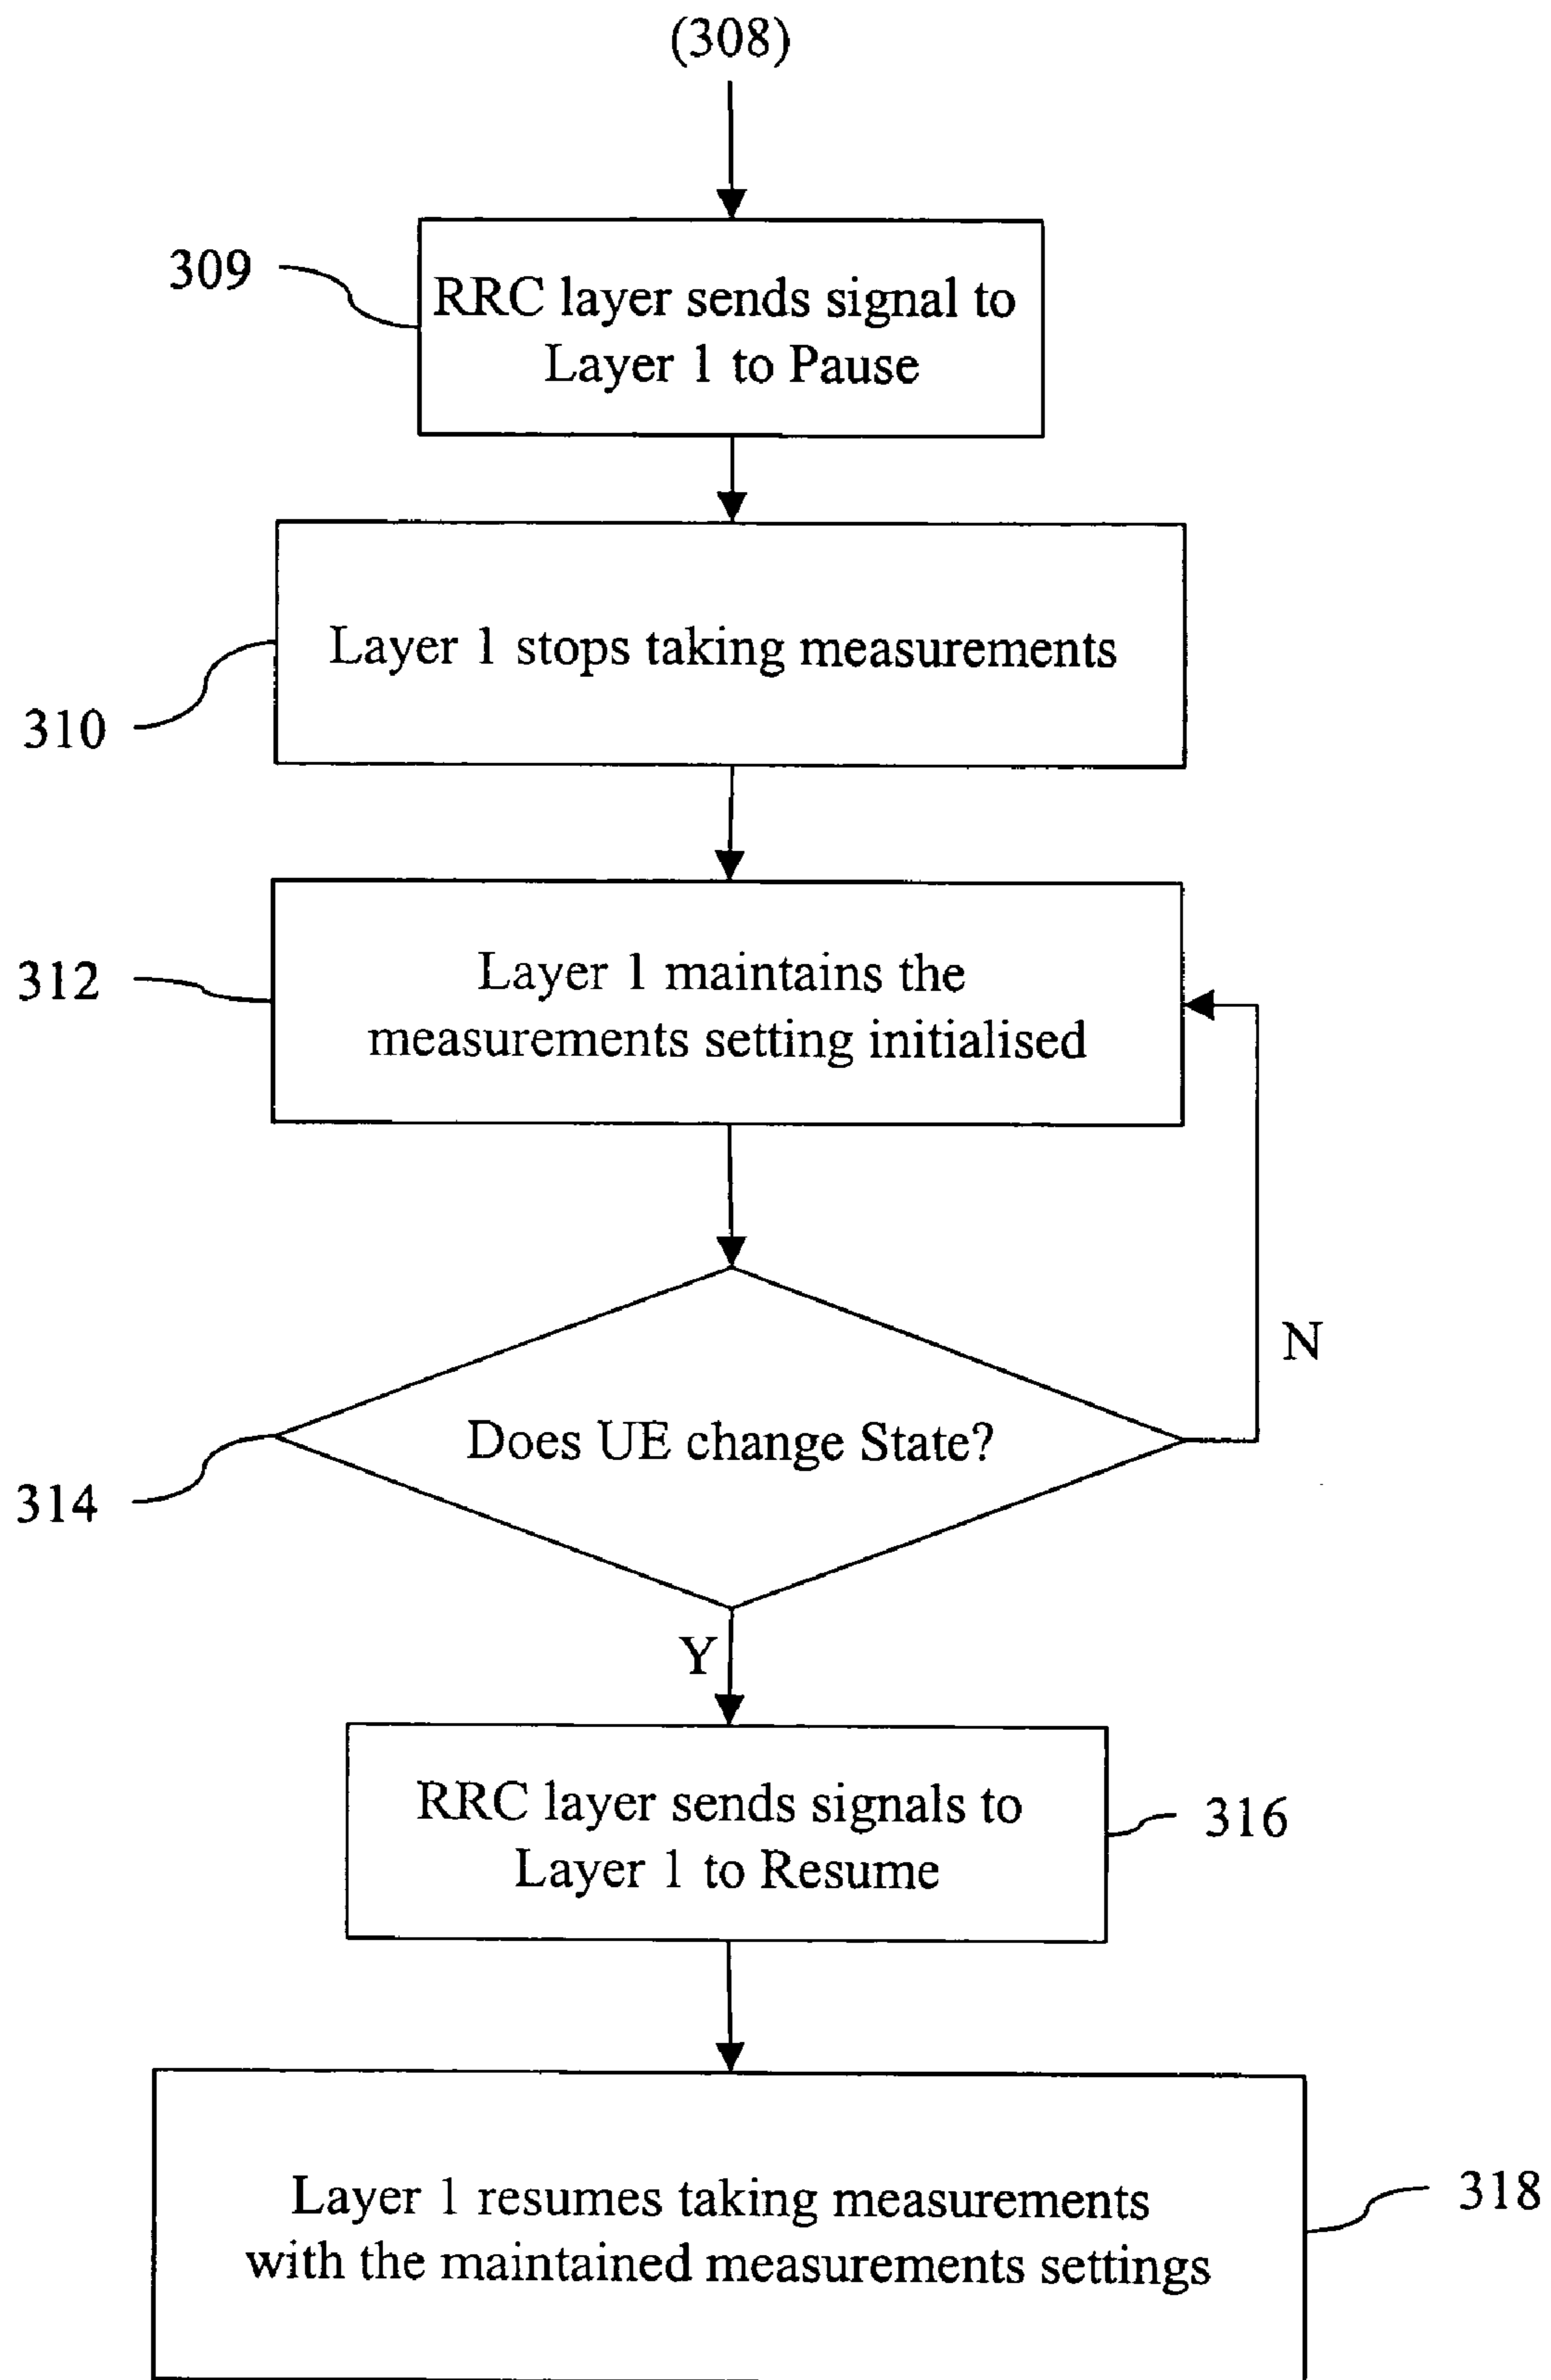 (308)
309
RRC layer sends signal to
Layer 1 to Pause
Layer 1 stops taking measurements
310
312
Layer 1 maintains the
measurements setting initialised
N
Does UE change State?
314
Y
RRC layer sends signals to
Layer 1 to Resume
316
Layer 1 resumes taking measurements
with the maintained measurements settings
318